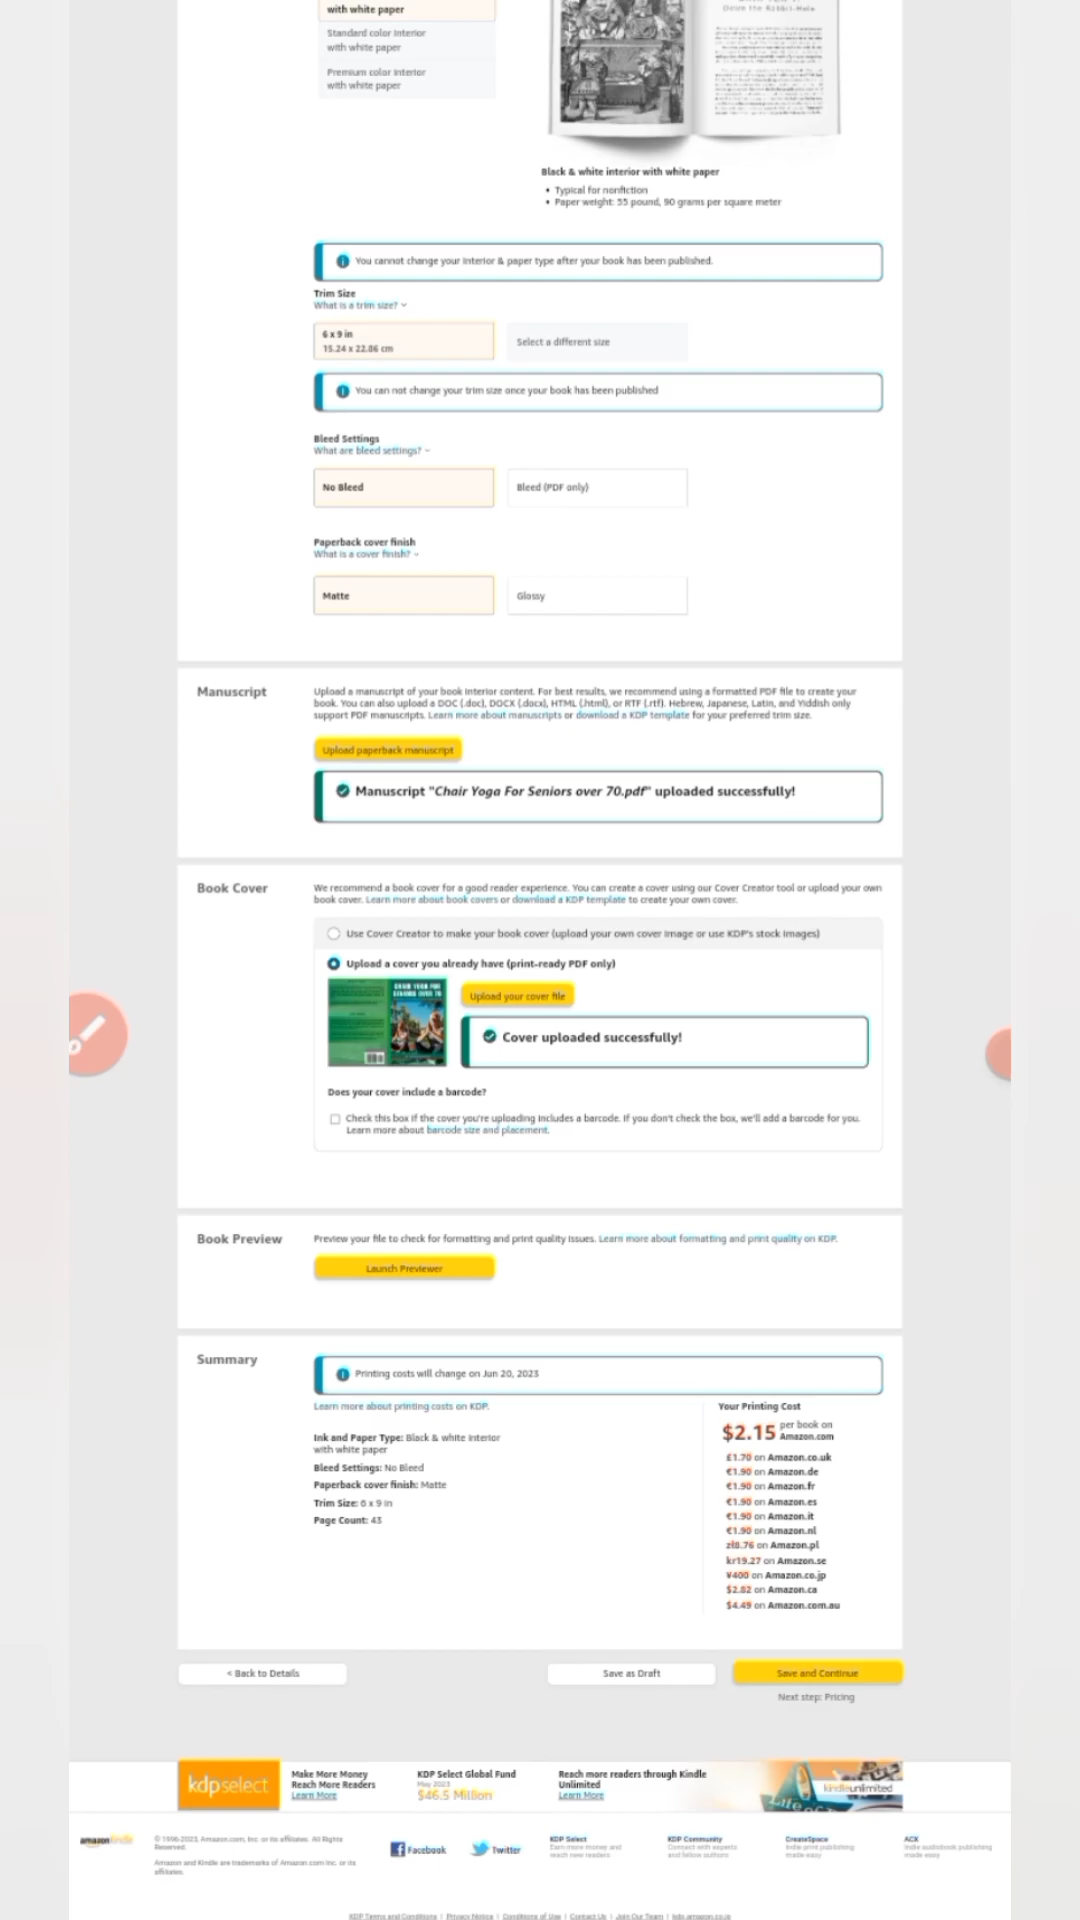 with white paper
Standard color interior
with white paper
Premium color interior
with white paper
Down the Rabbit-Hole
Black & white interior with white paper
• Typical for nonfiction
• Paper weight: 55 pound, 90 grams per square meter
You cannot change your interior & paper type after your book has been published.
Trim Size
What is a trim size?
6 x 9 in
15.24 x 22.86 cm
Select a different size
You can not change your trim size once your book has been published
Bleed Settings
What are bleed settings?
No Bleed
Bleed (PDF only)
Paperback cover finish
What is a cover finish?
Matte
Glossy
Manuscript
Upload a manuscript of your book interior content. For best results, we recommend using a formatted PDF file to create your
book. You can also upload a DOC (.doc), DOCX (.docx), HTML (.html), or RTF (.rtf). Hebrew, Japanese, Latin, and Yiddish only
support PDF manuscripts. Learn more about manuscripts or download a KDP template for your preferred trim size.
Upload paperback manuscript
Manuscript "Chair Yoga For Seniors over 70.pdf" uploaded successfully!
Book Cover
We recommend a book cover for a good reader experience. You can create a cover using our Cover Creator tool or upload your own
book cover. Learn more about book covers or download a KDP template to create your own cover.
Use Cover Creator to make your book cover (upload your own cover image or use KDP's stock images)
Upload a cover you already have (print-ready PDF only)
CHAIR YOGA FOR
SENIORS OVER 70
Upload your cover file
Cover uploaded successfully!
Does your cover include a barcode?
Check this box if the cover you're uploading includes a barcode. If you don't check the box, we'll add a barcode for you.
Learn more about barcode size and placement.
Book Preview
Preview your file to check for formatting and print quality issues. Learn more about formatting and print quality on KDP.
Launch Previewer
Summary
Printing costs will change on Jun 20, 2023
Learn more about printing costs on KDP.
Ink and Paper Type: Black & white interior
with white paper
Bleed Settings: No Bleed
Paperback cover finish: Matte
Trim Size: 6 x 9 in
Page Count: 43
Your Printing Cost
$2.15 per book on
Amazon.com
£1.70 on Amazon.co.uk
€1.90 on Amazon.de
€1.90 on Amazon.fr
€1.90 on Amazon.es
€1.90 on Amazon.it
€1.90 on Amazon.nl
zł8.76 on Amazon.pl
kr19.27 on Amazon.se
¥400 on Amazon.co.jp
$2.82 on Amazon.ca
$4.49 on Amazon.com.au
< Back to Details
Save as Draft
Save and Continue
Next step: Pricing
kdpselect
Make More Money
Reach More Readers
Learn More
KDP Select Global Fund
May 2023
$46.5 Million
Reach more readers through Kindle
Unlimited
Learn More
Life of
kindleunlimited
amazonkindle
© 1996-2023, Amazon.com, Inc. or its affiliates. All Rights
Reserved.
Amazon and Kindle are trademarks of Amazon.com Inc. or its
affiliates.
Facebook
Twitter
KDP Select
Earn more money and
reach new readers
KDP Community
Connect with experts
and fellow authors
CreateSpace
Indie print publishing
made easy
ACX
Indie audiobook publishing
made easy
KDP Terms and Conditions | Privacy Notice | Conditions of Use | Contact Us | Join Our Team | kdp.amazon.co.jp